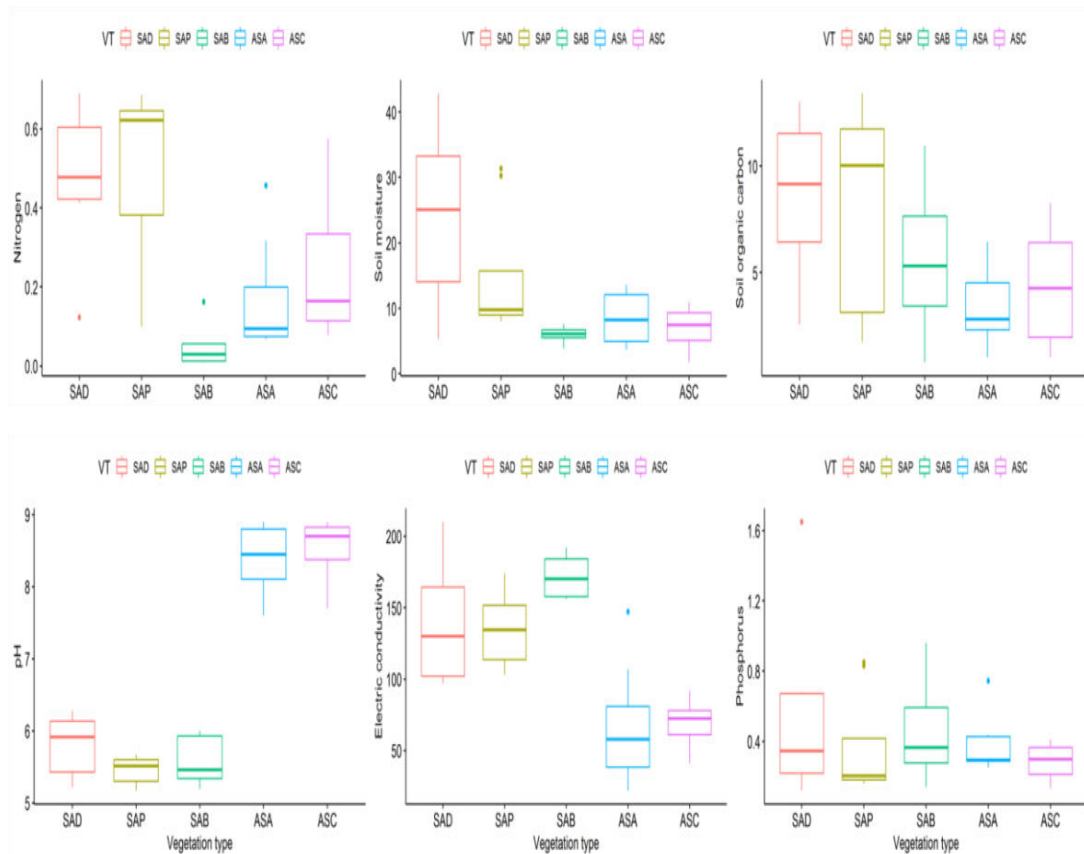 VT SAD SAP SAB ASA ASC
Nitrogen
0.6
0.4
0.2
0.0
SAD SAP SAB ASA ASC
VT SAD SAP SAB ASA ASC
Soil moisture
40
30
20
10
0
SAD SAP SAB ASA ASC
VT SAD SAP SAB ASA ASC
Soil organic carbon
10
5
SAD SAP SAB ASA ASC
VT SAD SAP SAB ASA ASC
pH
9
8
7
6
5
SAD SAP SAB ASA ASC
Vegetation type
VT SAD SAP SAB ASA ASC
Electric conductivity
200
150
100
50
SAD SAP SAB ASA ASC
Vegetation type
VT SAD SAP SAB ASA ASC
Phosphorus
1.6
1.2
0.8
0.4
SAD SAP SAB ASA ASC
Vegetation type